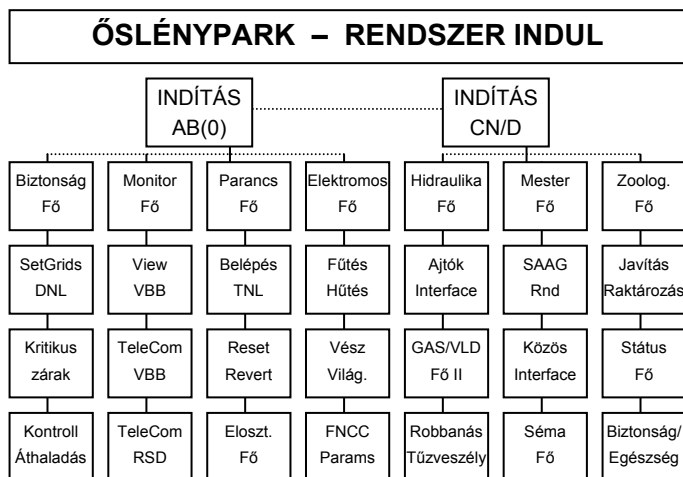 ŐSLÉNYPARK – RENDSZER INDUL
INDÍTÁS
AB(0)
INDÍTÁS
CN/D
Biztonság
Fő
Monitor
Fő
Parancs
Fő
Elektromos
Fő
Hidraulika
Fő
Mester
Fő
Zoolog.
Fő
SetGrids
DNL
View
VBB
Belépés
TNL
Fűtés
Hűtés
Ajtók
Interface
SAAG
Rnd
Javítás
Raktározás
Kritikus
zárak
TeleCom
VBB
Reset
Revert
Vész
Világ.
GAS/VLD
Fő II
Közös
Interface
Státus
Fő
Kontroll
Áthaladás
TeleCom
RSD
Eloszt.
Fő
FNCC
Params
Robbanás
Tűzveszély
Séma
Fő
Biztonság/
Egészség